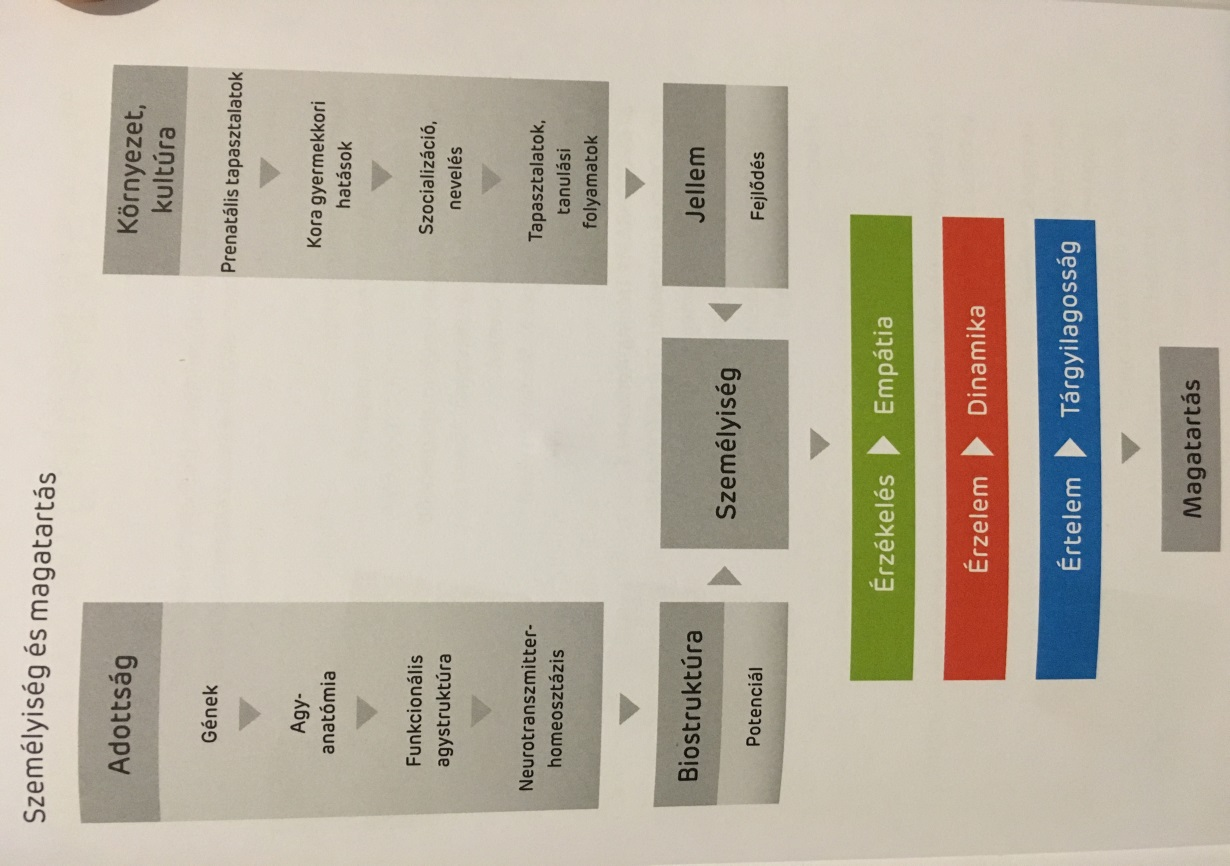 Személyiség és magatartás
Adottság
Gének
Agy-
anatómia
Funkcionális
agystruktúra
Neurotranszmitter-
homeosztázis
Környezet,
kultúra
Prenatális tapasztalatok
Kora gyermekkori
hatások
Szocializáció,
nevelés
Tapasztalatok,
tanulási
folyamatok
Biostruktúra
Potenciál
Személyiség
Jellem
Fejlődés
Érzékelés Empátia
Érzelem Dinamika
Értelem Tárgyilagosság
Magatartás